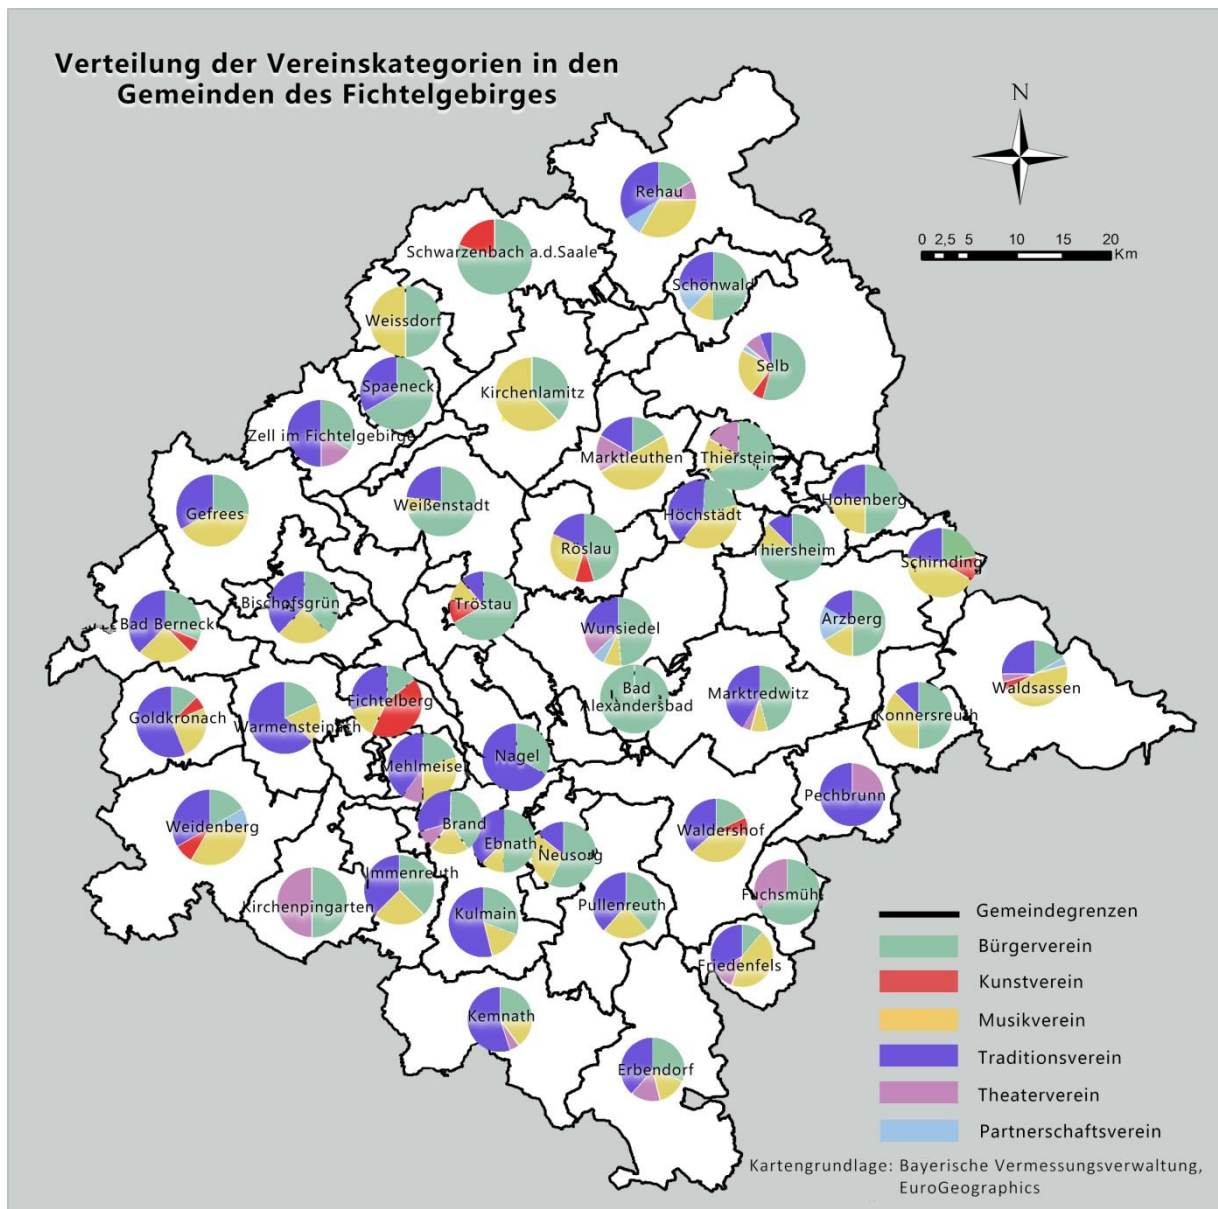 Verteilung der Vereinskategorien in den
Gemeinden des Fichtelgebirges
N
0 2,5 5 10 15 20
Km
Rehau
Schwarzenbach a.d.Saale
Schönwald
Weissdorf
Selb
Spaeneck
Kirchenlamitz
Zell im Fichtelgebirge
Marktleuthen
Thierstein
Weißenstadt
Hohenberg
Gefrees
Höchstädt
Röslau
Thiersheim
Schirnding
Bischofsgrün
Tröstau
Bad Berneck
Wunsiedel
Arzberg
Waldsassen
Bad
Alexandersbad
Marktredwitz
Fichtelberg
Goldkronach
Warmensteinach
Konnersreuth
Nagel
Mehlmeisel
Pechbrunn
Weidenberg
Brand
Ebnath
Neusorg
Waldershof
Immenreuth
Fuchsmühl
Kirchenpingarten
Kulmain
Pullenreuth
Friedenfels
Kemnath
Erbendorf
Gemeindegrenzen
Bürgerverein
Kunstverein
Musikverein
Traditionsverein
Theaterverein
Partnerschaftsverein
Kartengrundlage: Bayerische Vermessungsverwaltung,
EuroGeographics